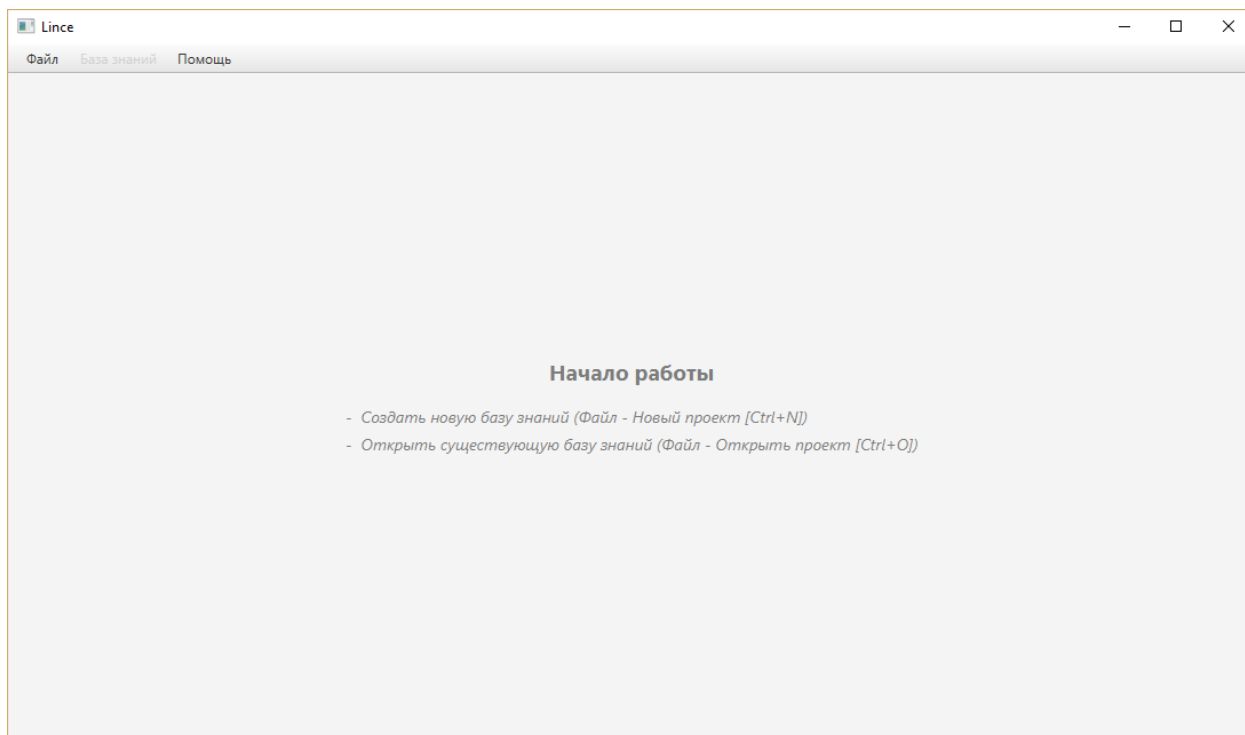 Lince
Файл База знаний Помощь
Начало работы
- Создать новую базу знаний (Файл - Новый проект [Ctrl+N])
- Открыть существующую базу знаний (Файл - Открыть проект [Ctrl+O])